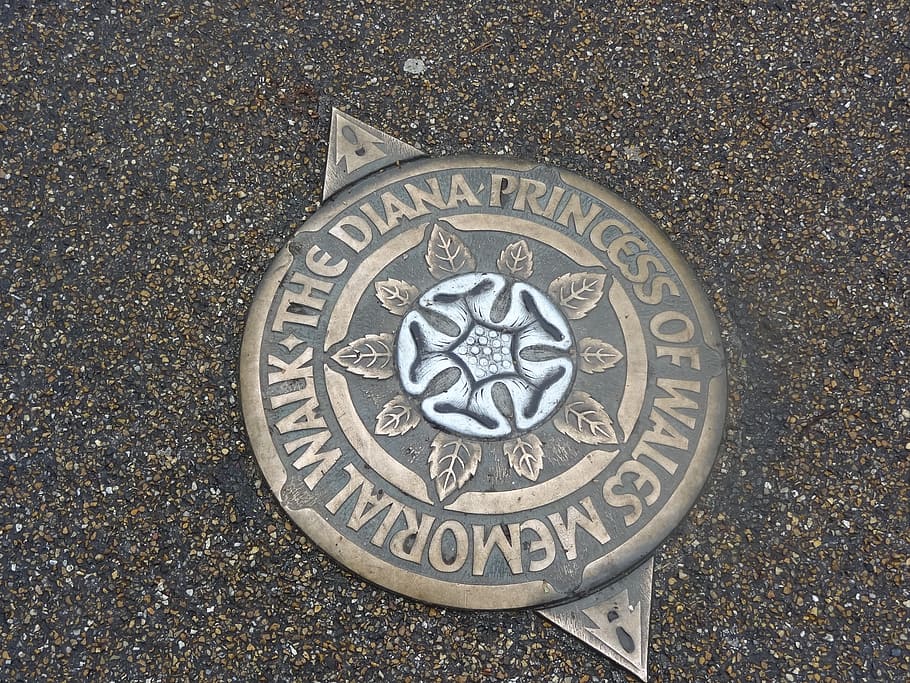 THE DIANA·PRINCESS OF WALES MEMORIAL WALK·